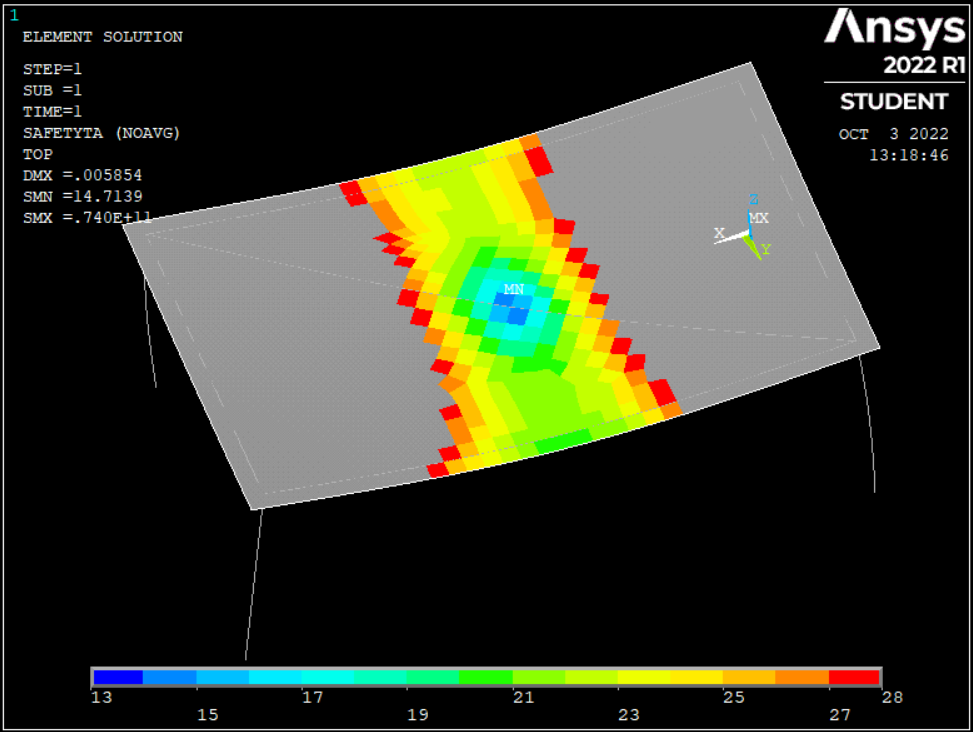 1
ELEMENT SOLUTION
STEP=1
SUB =1
TIME=1
SAFETYTA (NOAVG)
TOP
DMX =.005854
SMN =14.7139
SMX =.740E+11
Ansys
2022 R1
STUDENT
OCT 3 2022
13:18:46
Z
MX
X
Y
MN
13 17 21 25 28
15 19 23 27